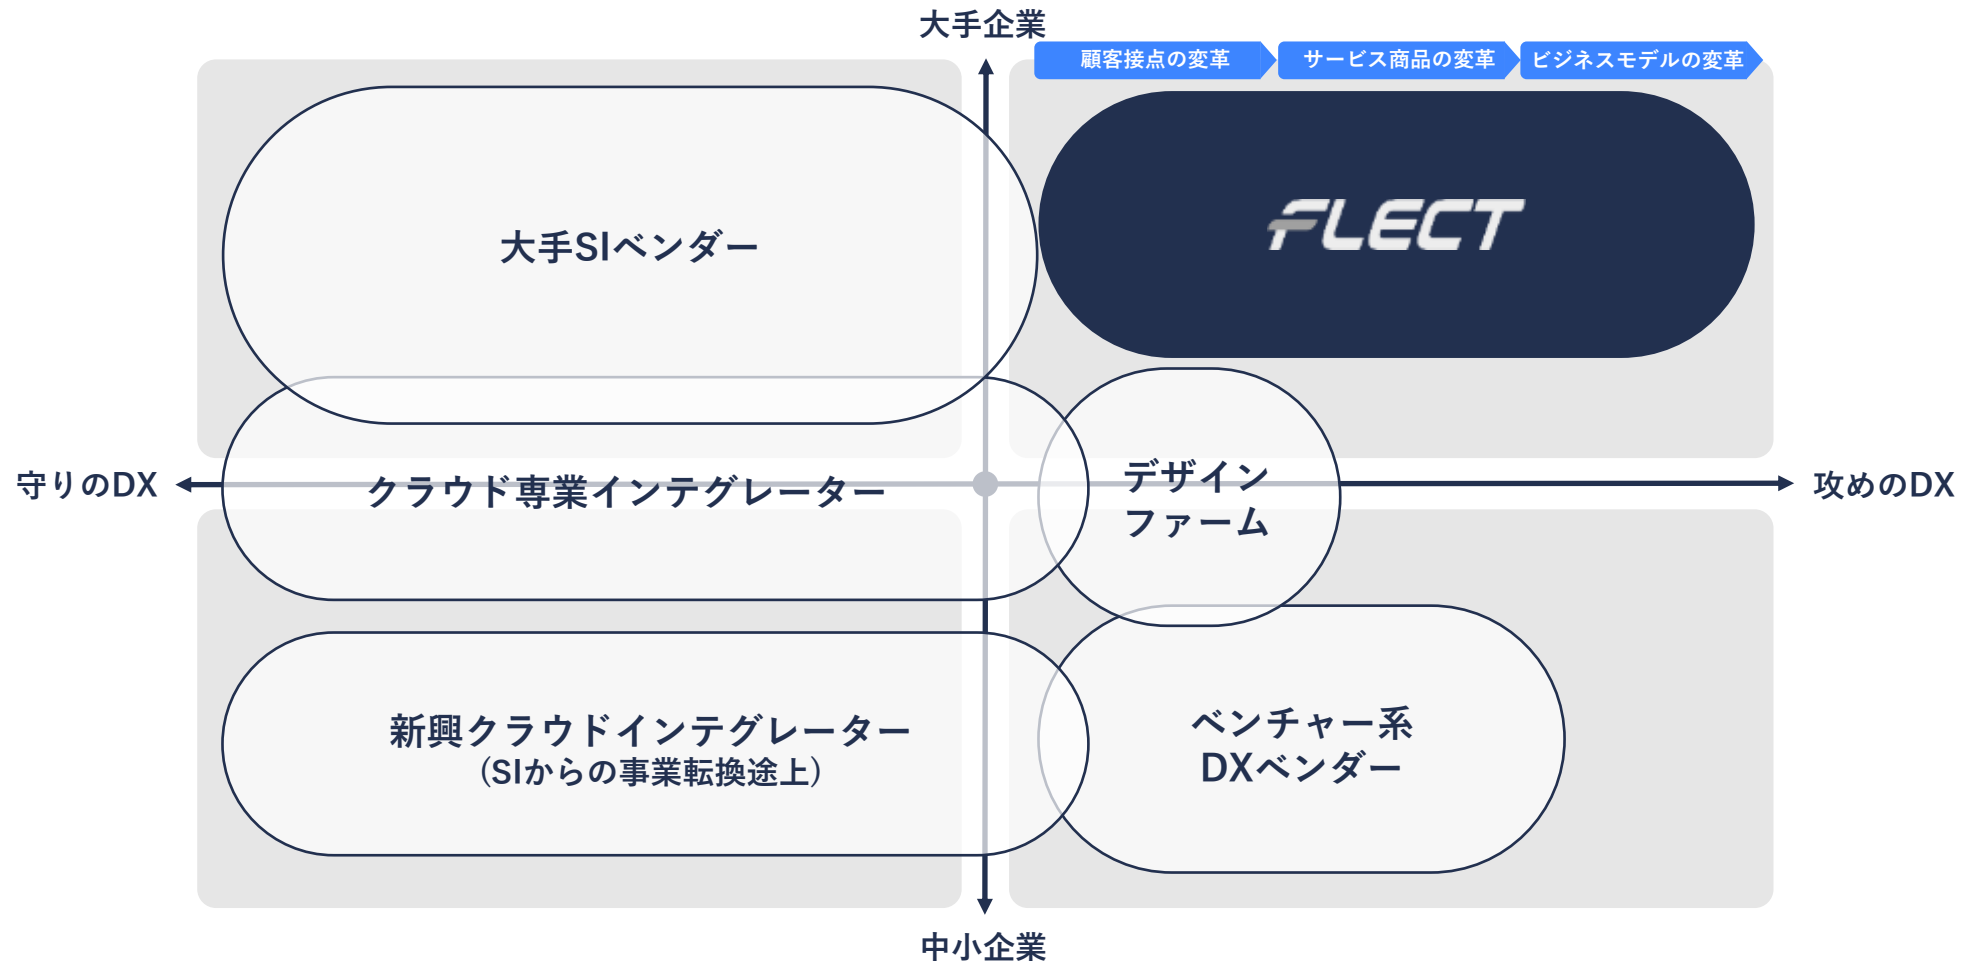 大手企業
顧客接点の変革
サービス商品の変革
ビジネスモデルの変革
大手SIベンダー
FLECT
守りのDX
クラウド専業インテグレーター
デザイン
ファーム
攻めのDX
新興クラウドインテグレーター
（SIからの事業転換途上）
ベンチャー系
DXベンダー
中小企業